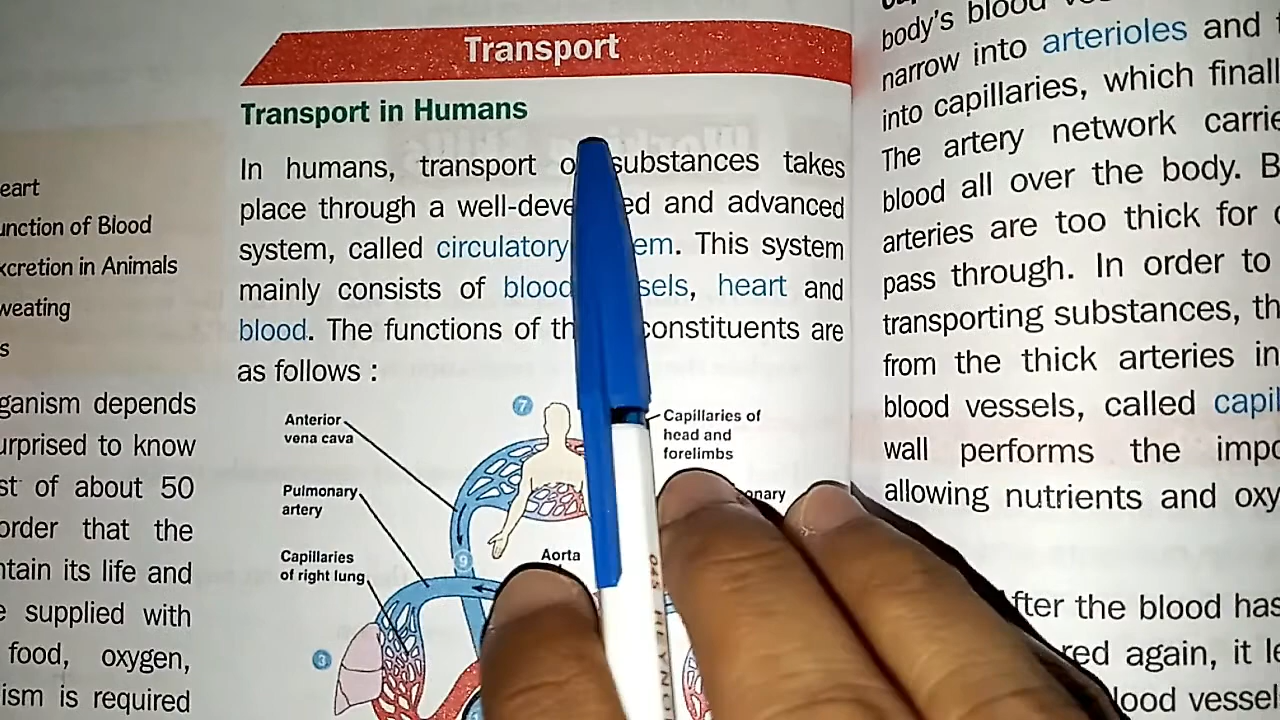 eart
unction of Blood
xcretion in Animals
weating
s
ganism depends
urprised to know
st of about 50
order that the
ntain its life and
e supplied with
food, oxygen,
ism is required
Transport
Transport in Humans
In humans, transport o substances takes
place through a well-deve ed and advanced
system, called circulatory em. This system
mainly consists of blood sels, heart and
blood. The functions of th constituents are
as follows :
7
Anterior
vena cava
Capillaries of
head and
forelimbs
Pulmonary
artery
onary
Capillaries
of right lung
Aorta
9
3
body's blood
narrow into arterioles and
into capillaries, which finall
The artery network carrie
blood all over the body. B
arteries are too thick for
pass through. In order to
transporting substances, th
from the thick arteries in
blood vessels, called capil
wall performs the impo
allowing nutrients and oxy
fter the blood has
red again, it le
lood vessel